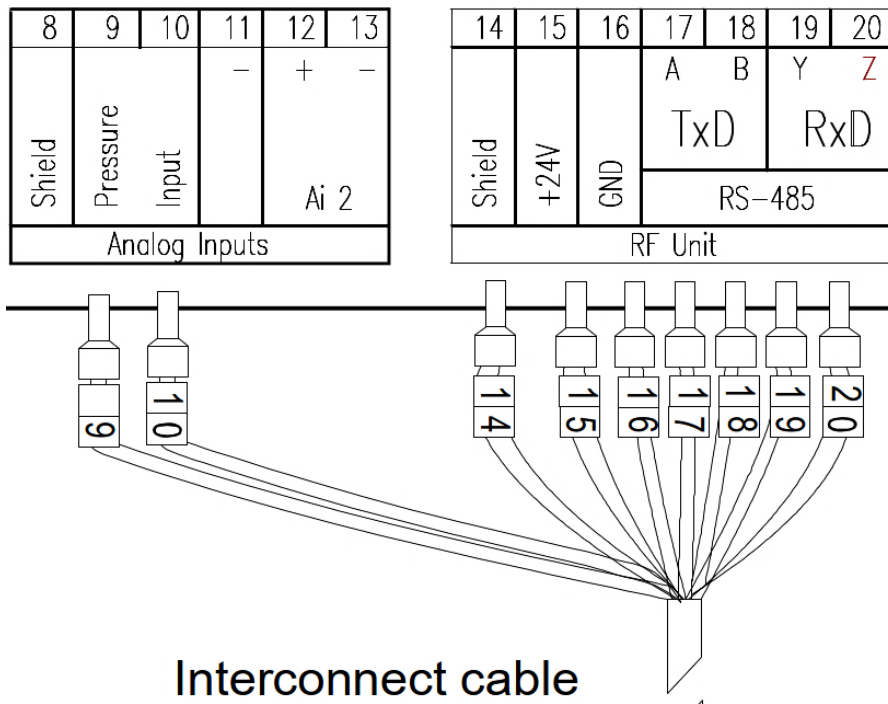 8 9 10 11 12 13
14 15 16 17 18 19 20
− + −
A B Y Z
Shield
Pressure
Input
Ai 2
Analog Inputs
Shield
+24V
GND
TxD RxD
RS-485
RF Unit
9
10
14
15
16
17
18
19
20
Interconnect cable